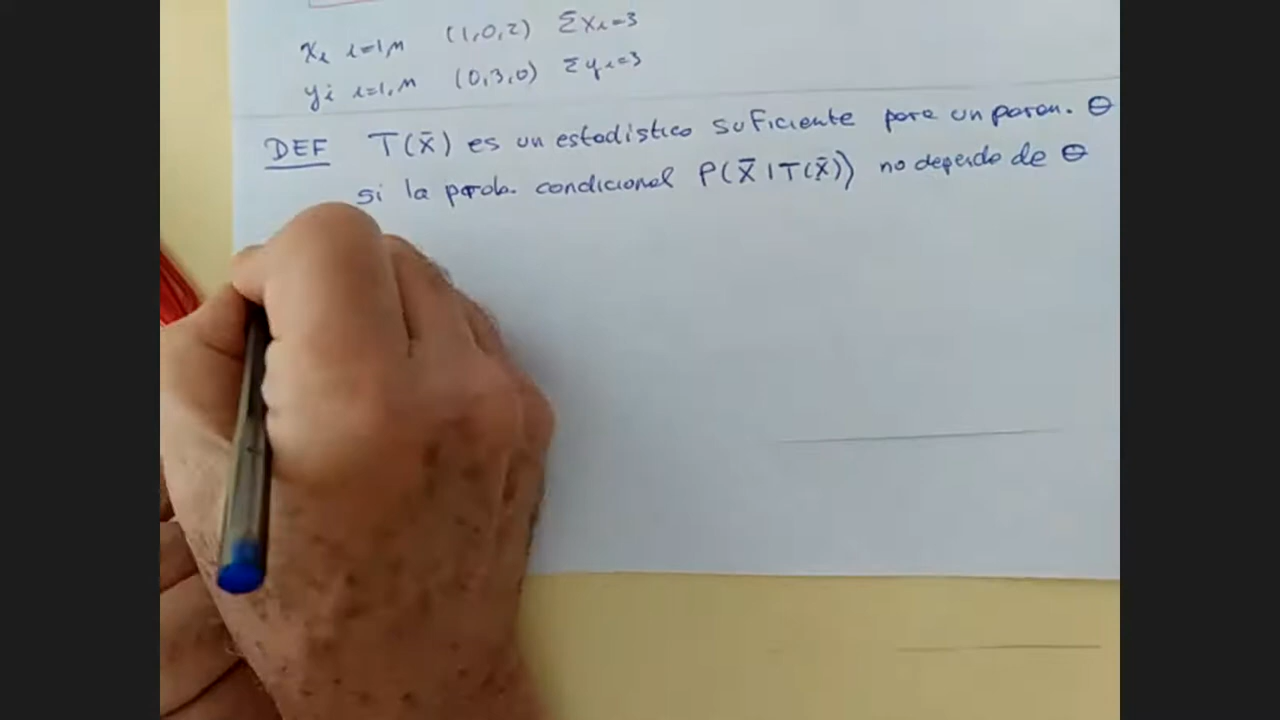 xi i=1,n (1,0,2) Σxi=3
yi i=1,n (0,3,0) Σyi=3
DEF T(x̄) es un estadístico suficiente para un param. θ
si la prob. condicional P(X̄|T(x̄)) no depende de θ